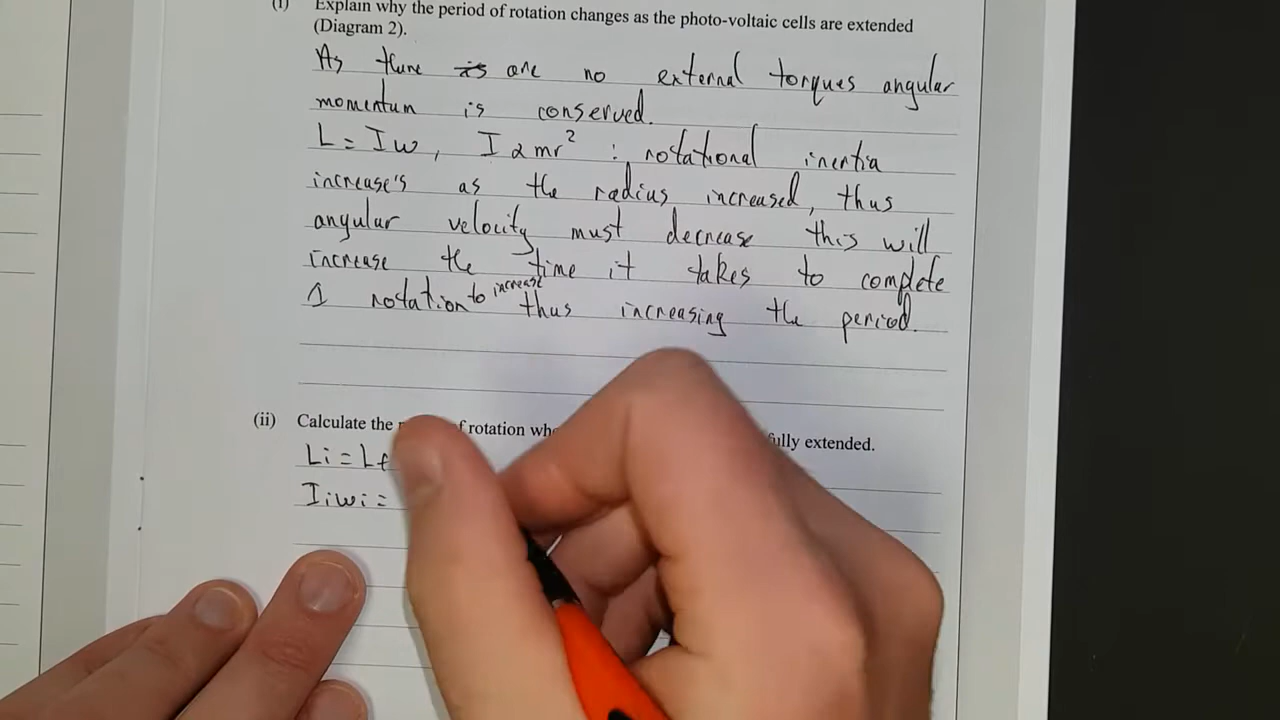 (i) Explain why the period of rotation changes as the photo-voltaic cells are extended
(Diagram 2).
As there is are no external torques angular
momentum is conserved.
L = Iω, I α mr² ∴ rotational inertia
increase's as the radius increased, thus
angular velocity must decrease this will
increase the time it takes to complete
1 rotation to increase thus increasing the period.
(ii) Calculate the of rotation fully extended.
Li = Lf
Iiωi =